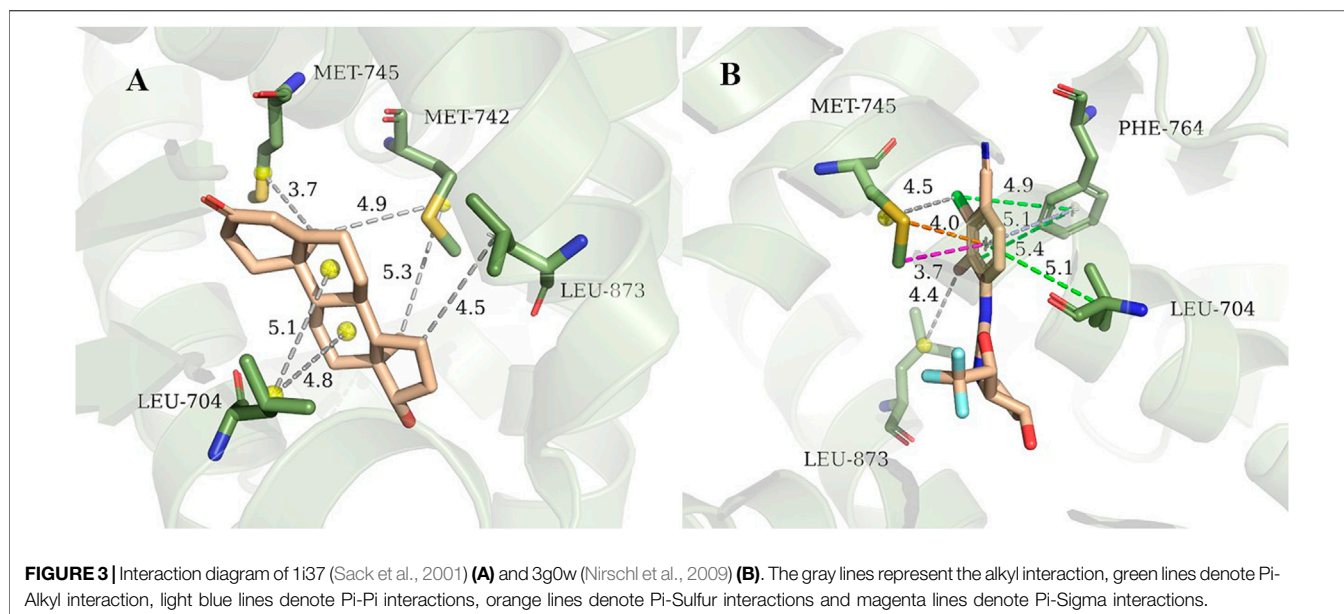 A
MET-745
MET-742
3.7
4.9
5.3
LEU-873
4.5
5.1
4.8
LEU-704
B
MET-745
PHE-764
4.5
4.9
4.0
5.1
5.4
3.7
5.1
4.4
LEU-704
LEU-873
FIGURE 3 | Interaction diagram of 1i37 (Sack et al., 2001) (A) and 3g0w (Nirschl et al., 2009) (B). The gray lines represent the alkyl interaction, green lines denote Pi-
Alkyl interaction, light blue lines denote Pi-Pi interactions, orange lines denote Pi-Sulfur interactions and magenta lines denote Pi-Sigma interactions.